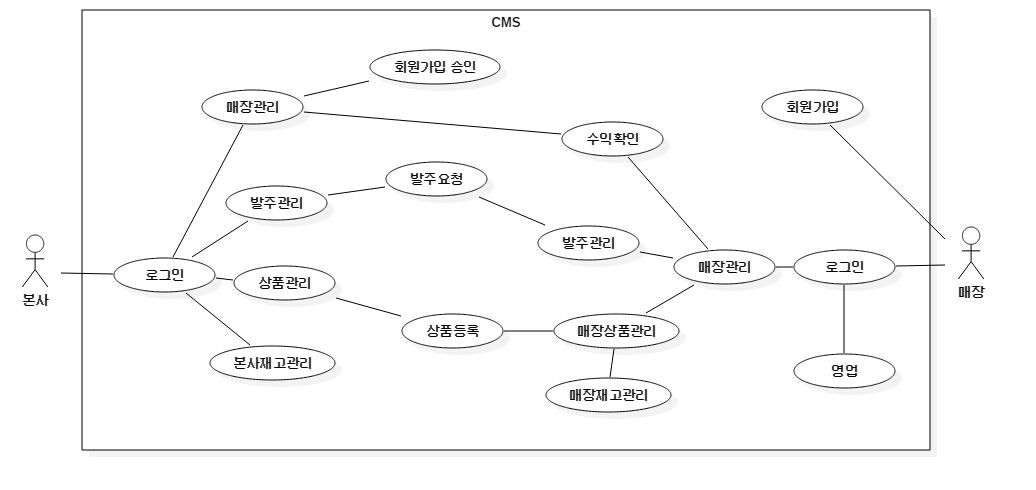 CMS
회원가입 승인
매장관리
회원가입
수익확인
발주요청
발주관리
발주관리
로그인
상품관리
매장관리
로그인
본사
매장
상품등록
매장상품관리
본사재고관리
영업
매장재고관리